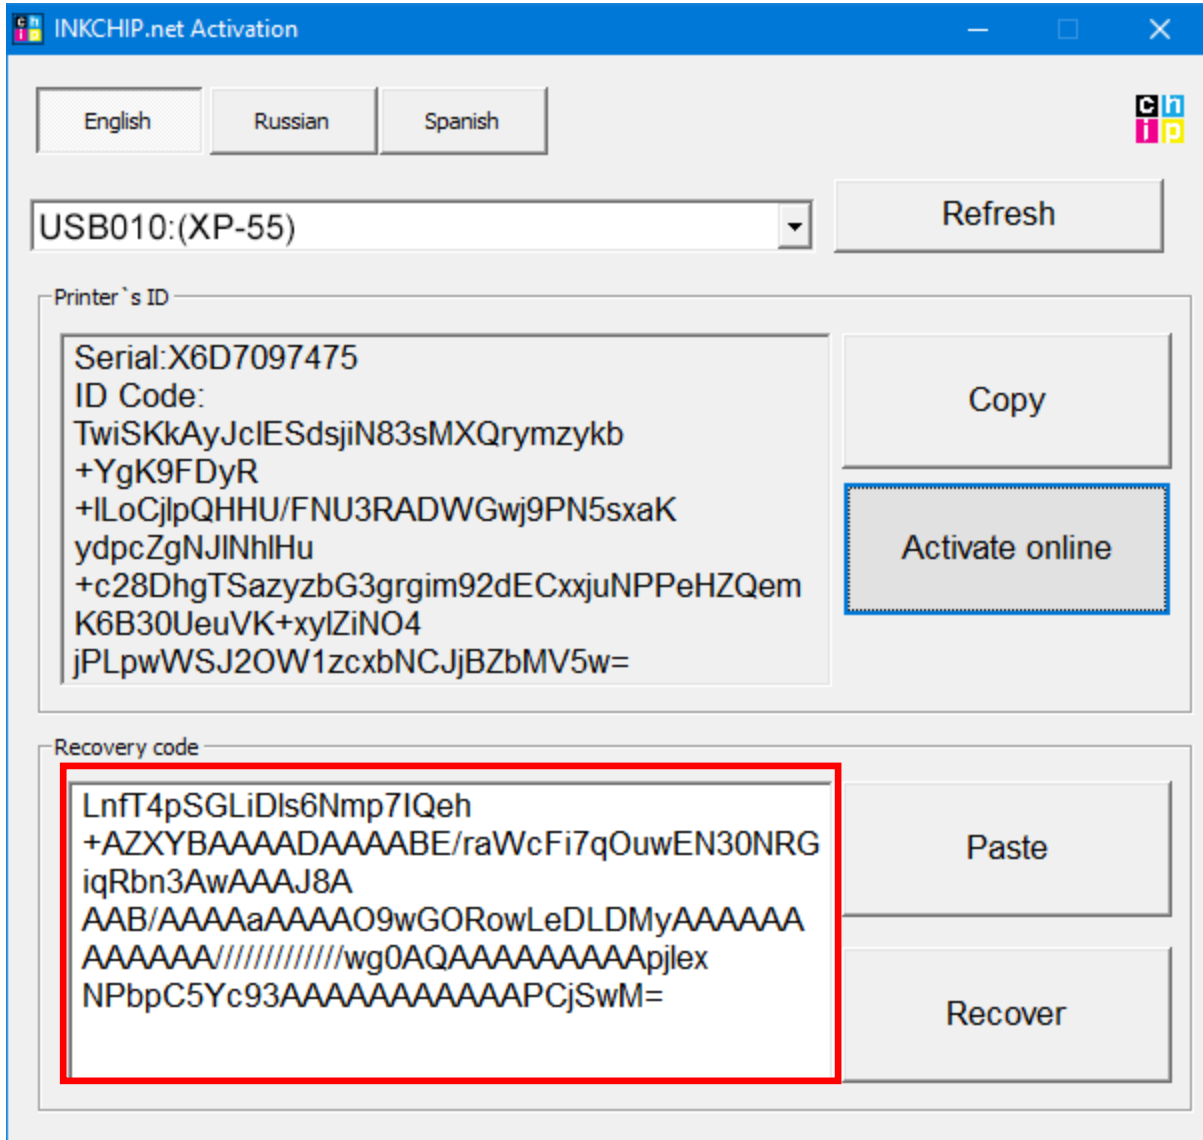 INKCHIP.net Activation
English
Russian
Spanish
chip
USB010:(XP-55)
Refresh
Printer`s ID
Serial:X6D7097475
ID Code:
TwiSKkAyJclESdsjiN83sMXQrymzykb
+YgK9FDyR
+lLoCjlpQHHU/FNU3RADWGwj9PN5sxaK
ydpcZgNJlNhlHu
+c28DhgTSazyzbG3grgim92dECxxjuNPPeHZQem
K6B30UeuVK+xylZiNO4
jPLpwWSJ2OW1zcxbNCJjBZbMV5w=
Copy
Activate online
Recovery code
LnfT4pSGLiDls6Nmp7IQeh
+AZXYBAAAADAAAABE/raWcFi7qOuwEN30NRG
iqRbn3AwAAAJ8A
AAB/AAAAaAAAAO9wGORowLeDLDMyAAAAAA
AAAAAA/////////////wg0AQAAAAAAAAApjlex
NPbpC5Yc93AAAAAAAAAAAPCjSwM=
Paste
Recover